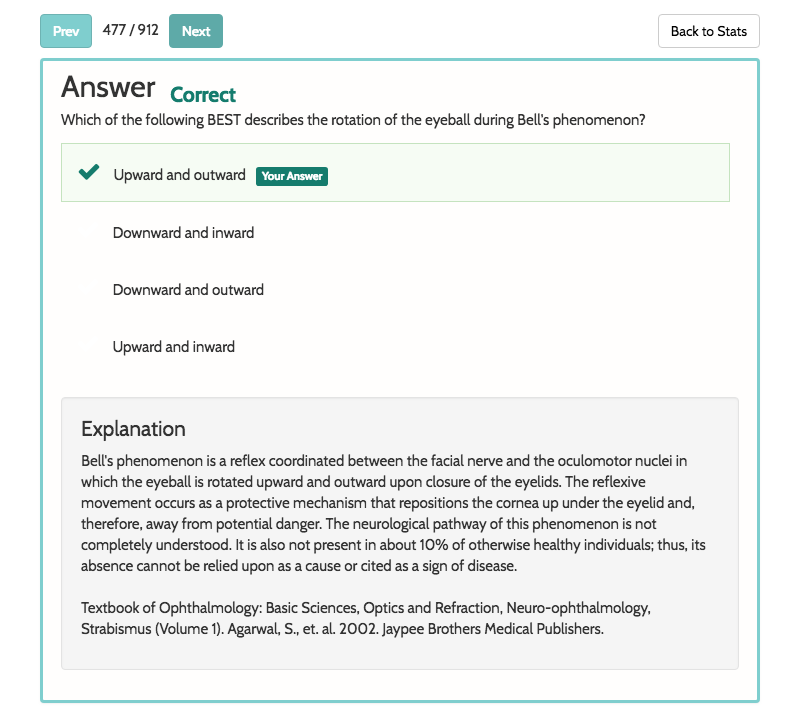 Prev 477 / 912 Next Back to Stats
Answer Correct
Which of the following BEST describes the rotation of the eyeball during Bell's phenomenon?
Upward and outward Your Answer
Downward and inward
Downward and outward
Upward and inward
Explanation
Bell's phenomenon is a reflex coordinated between the facial nerve and the oculomotor nuclei in
which the eyeball is rotated upward and outward upon closure of the eyelids. The reflexive
movement occurs as a protective mechanism that repositions the cornea up under the eyelid and,
therefore, away from potential danger. The neurological pathway of this phenomenon is not
completely understood. It is also not present in about 10% of otherwise healthy individuals; thus, its
absence cannot be relied upon as a cause or cited as a sign of disease.
Textbook of Ophthalmology: Basic Sciences, Optics and Refraction, Neuro-ophthalmology,
Strabismus (Volume 1). Agarwal, S., et. al. 2002. Jaypee Brothers Medical Publishers.